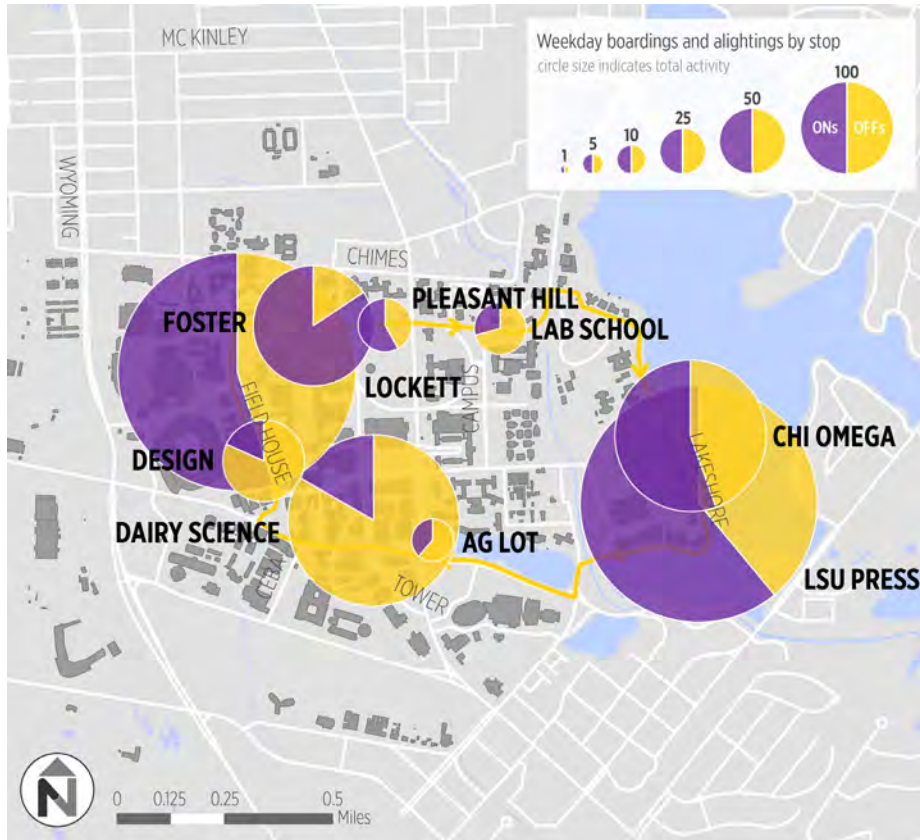 MC KINLEY
Weekday boardings and alightings by stop
circle size indicates total activity
100
50
25
10
5
1
ONs
OFFs
WYOMING
CHIMES
PLEASANT HILL
FOSTER
LAB SCHOOL
LOCKETT
CAMPUS
FIELD HOUSE
CHI OMEGA
LAKESHORE
DESIGN
DAIRY SCIENCE
AG LOT
CEBA
TOWER
LSU PRESS
N
0 0.125 0.25 0.5
Miles